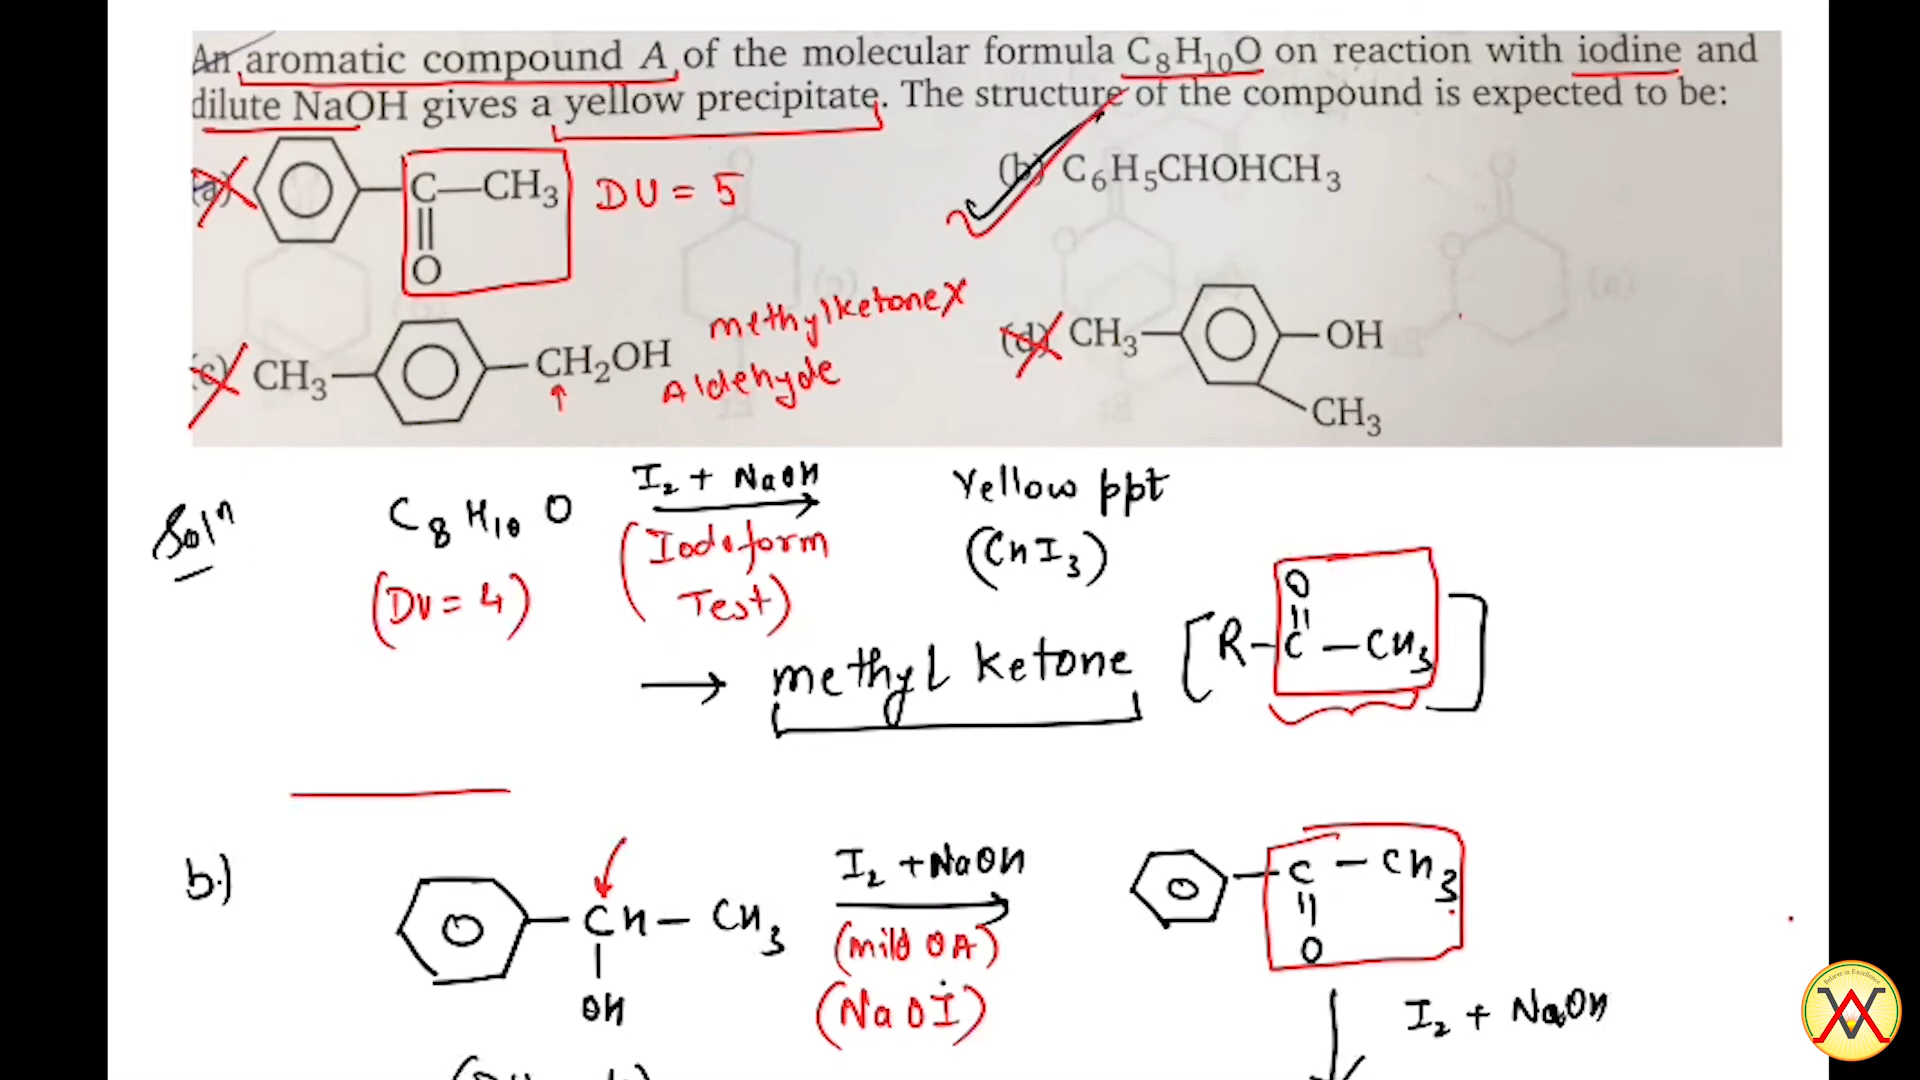 An aromatic compound A of the molecular formula C₈H₁₀O on reaction with iodine and
dilute NaOH gives a yellow precipitate. The structure of the compound is expected to be:
(a) C—CH₃ DU = 5
O
(b) C₆H₅CHOHCH₃
(c) CH₃ CH₂OH methylketone X
Aldehyde
(d) CH₃ OH
CH₃
Solⁿ C₈H₁₀O I₂ + NaOH Yellow ppt
(DU = 4) (Iodoform (CHI₃)
Test)
→ methyl ketone [R-C—CH₃]
O
b.)
CH— CH₃ I₂ + NaOH C — CH₃
OH (mild OA) O
(NaOI) I₂ + NaOH
Believe in Excellence